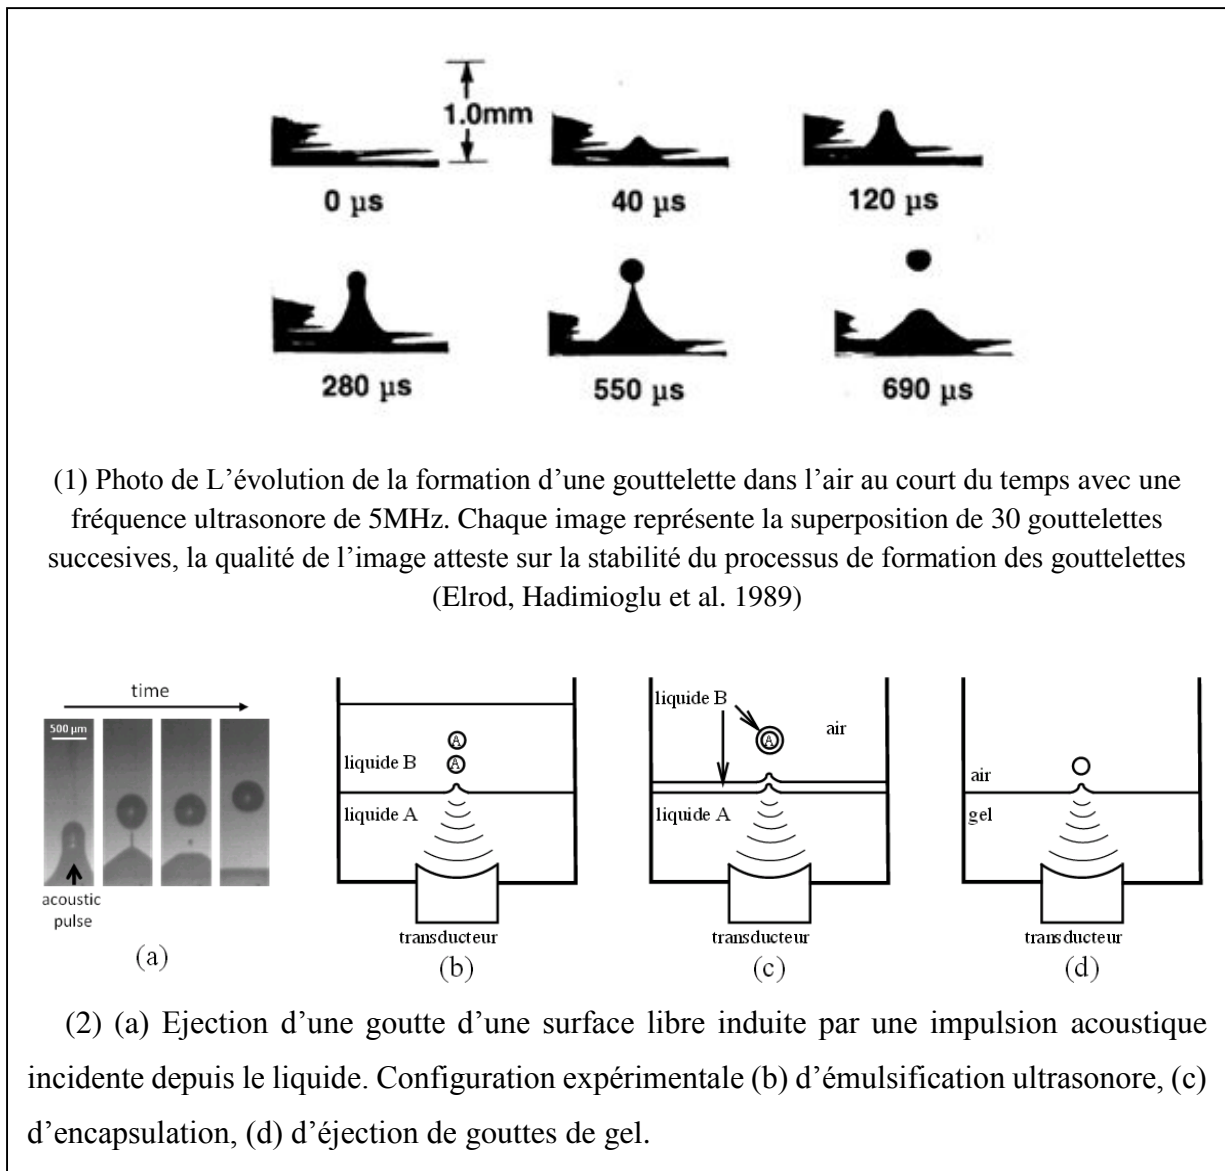 1.0mm
0 µs
40 µs
120 µs
280 µs
550 µs
690 µs
(1) Photo de L’évolution de la formation d’une gouttelette dans l’air au court du temps avec une
fréquence ultrasonore de 5MHz. Chaque image représente la superposition de 30 gouttelettes
succesives, la qualité de l’image atteste sur la stabilité du processus de formation des gouttelettes
(Elrod, Hadimioglu et al. 1989)
time
500 µm
acoustic
pulse
(a)
liquide B
A
A
liquide A
transducteur
(b)
liquide B
air
A
liquide A
transducteur
(c)
air
gel
transducteur
(d)
(2) (a) Ejection d’une goutte d’une surface libre induite par une impulsion acoustique
incidente depuis le liquide. Configuration expérimentale (b) d’émulsification ultrasonore, (c)
d’encapsulation, (d) d’éjection de gouttes de gel.